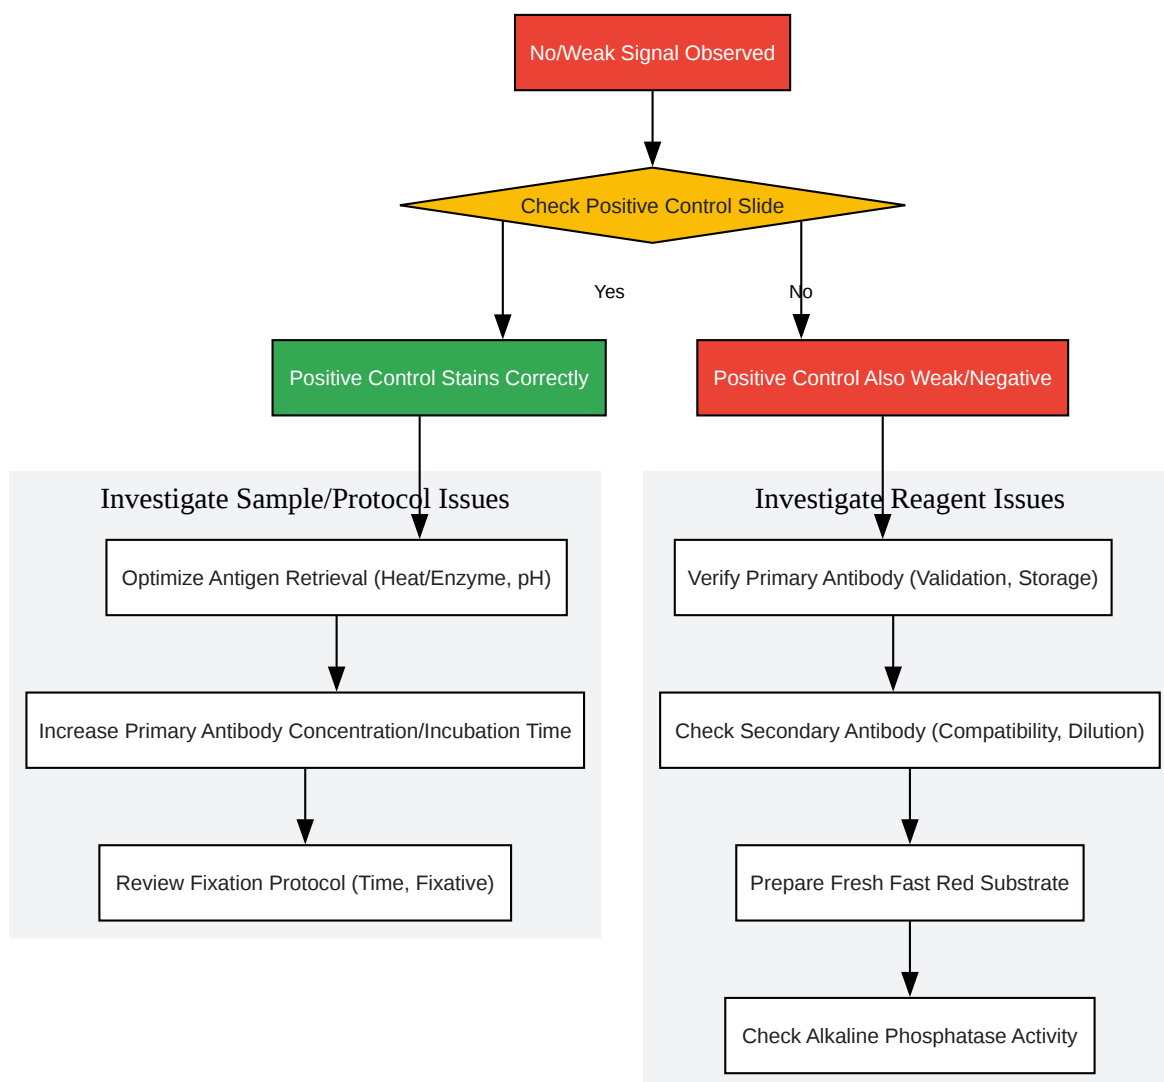 No/Weak Signal Observed
Check Positive Control Slide
Yes
No
Positive Control Stains Correctly
Positive Control Also Weak/Negative
Investigate Sample/Protocol Issues
Optimize Antigen Retrieval (Heat/Enzyme, pH)
Increase Primary Antibody Concentration/Incubation Time
Review Fixation Protocol (Time, Fixative)
Investigate Reagent Issues
Verify Primary Antibody (Validation, Storage)
Check Secondary Antibody (Compatibility, Dilution)
Prepare Fresh Fast Red Substrate
Check Alkaline Phosphatase Activity